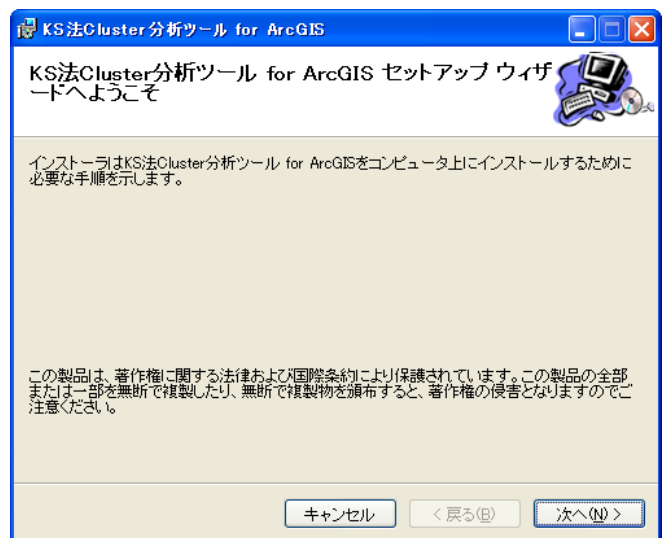 KS法Cluster分析ツール for ArcGIS
KS法Cluster分析ツール for ArcGIS セットアップ ウィザ
ードへようこそ
インストーラはKS法Cluster分析ツール for ArcGISをコンピュータ上にインストールするために
必要な手順を示します。
この製品は、著作権に関する法律および国際条約により保護されています。この製品の全部
または一部を無断で複製したり、無断で複製物を頒布すると、著作権の侵害となりますのでご
注意ください。
キャンセル
< 戻る(B)
次へ(N) >